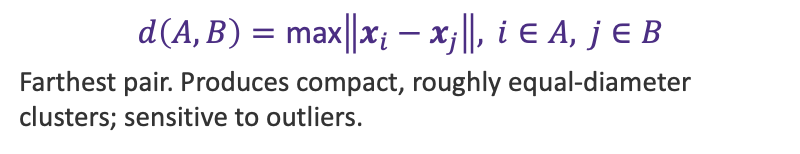 d(A, B) = max‖xᵢ − xⱼ‖, i ∈ A, j ∈ B
Farthest pair. Produces compact, roughly equal-diameter
clusters; sensitive to outliers.